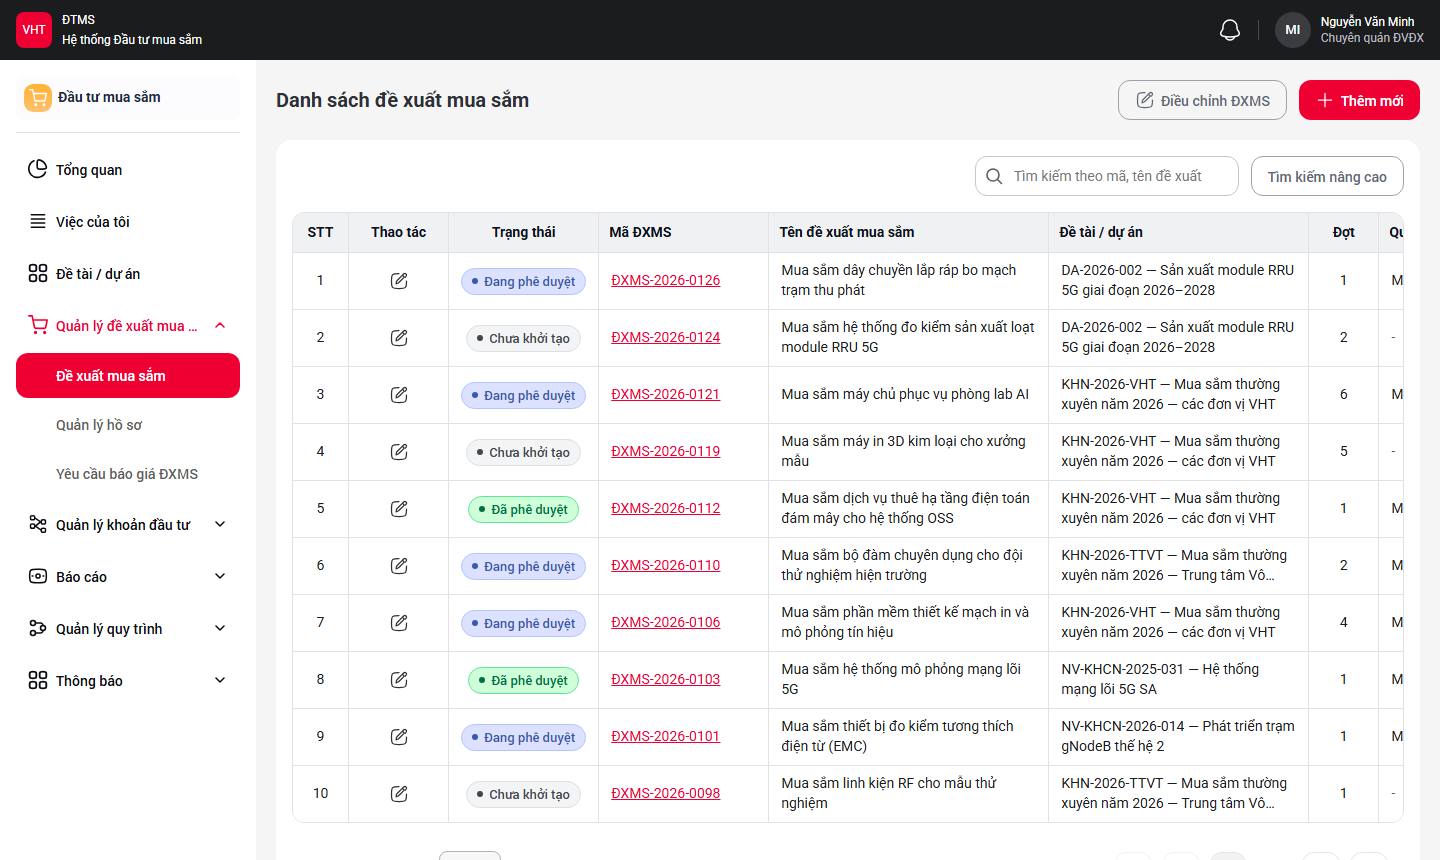 VHT
ĐTMS
Hệ thống Đầu tư mua sắm
MI
Nguyễn Văn Minh
Chuyên quản ĐVĐX
Đầu tư mua sắm
Tổng quan
Việc của tôi
Đề tài / dự án
Quản lý đề xuất mua ...
Đề xuất mua sắm
Quản lý hồ sơ
Yêu cầu báo giá ĐXMS
Quản lý khoản đầu tư
Báo cáo
Quản lý quy trình
Thông báo
Danh sách đề xuất mua sắm
Điều chỉnh ĐXMS
Thêm mới
Tìm kiếm theo mã, tên đề xuất
Tìm kiếm nâng cao
STT Thao tác Trạng thái Mã ĐXMS Tên đề xuất mua sắm Đề tài / dự án Đợt
1 Đang phê duyệt ĐXMS-2026-0126 Mua sắm dây chuyền lắp ráp bo mạch DA-2026-002 — Sản xuất module RRU 1 M
trạm thu phát 5G giai đoạn 2026–2028
2 Chưa khởi tạo ĐXMS-2026-0124 Mua sắm hệ thống đo kiểm sản xuất loạt DA-2026-002 — Sản xuất module RRU 2 -
module RRU 5G 5G giai đoạn 2026–2028
3 Đang phê duyệt ĐXMS-2026-0121 Mua sắm máy chủ phục vụ phòng lab AI KHN-2026-VHT — Mua sắm thường 6 M
xuyên năm 2026 — các đơn vị VHT
4 Chưa khởi tạo ĐXMS-2026-0119 Mua sắm máy in 3D kim loại cho xưởng KHN-2026-VHT — Mua sắm thường 5 -
mẫu xuyên năm 2026 — các đơn vị VHT
5 Đã phê duyệt ĐXMS-2026-0112 Mua sắm dịch vụ thuê hạ tầng điện toán KHN-2026-VHT — Mua sắm thường 1 M
đám mây cho hệ thống OSS xuyên năm 2026 — các đơn vị VHT
6 Đang phê duyệt ĐXMS-2026-0110 Mua sắm bộ đàm chuyên dụng cho đội KHN-2026-TTVT — Mua sắm thường 2 M
thử nghiệm hiện trường xuyên năm 2026 — Trung tâm Vô...
7 Đang phê duyệt ĐXMS-2026-0106 Mua sắm phần mềm thiết kế mạch in và KHN-2026-VHT — Mua sắm thường 4 M
mô phỏng tín hiệu xuyên năm 2026 — các đơn vị VHT
8 Đã phê duyệt ĐXMS-2026-0103 Mua sắm hệ thống mô phỏng mạng lõi NV-KHCN-2025-031 — Hệ thống 1 M
5G mạng lõi 5G SA
9 Đang phê duyệt ĐXMS-2026-0101 Mua sắm thiết bị đo kiểm tương thích NV-KHCN-2026-014 — Phát triển trạm 1 M
điện từ (EMC) gNodeB thế hệ 2
10 Chưa khởi tạo ĐXMS-2026-0098 Mua sắm linh kiện RF cho mẫu thử KHN-2026-TTVT — Mua sắm thường 1 -
nghiệm xuyên năm 2026 — Trung tâm Vô...